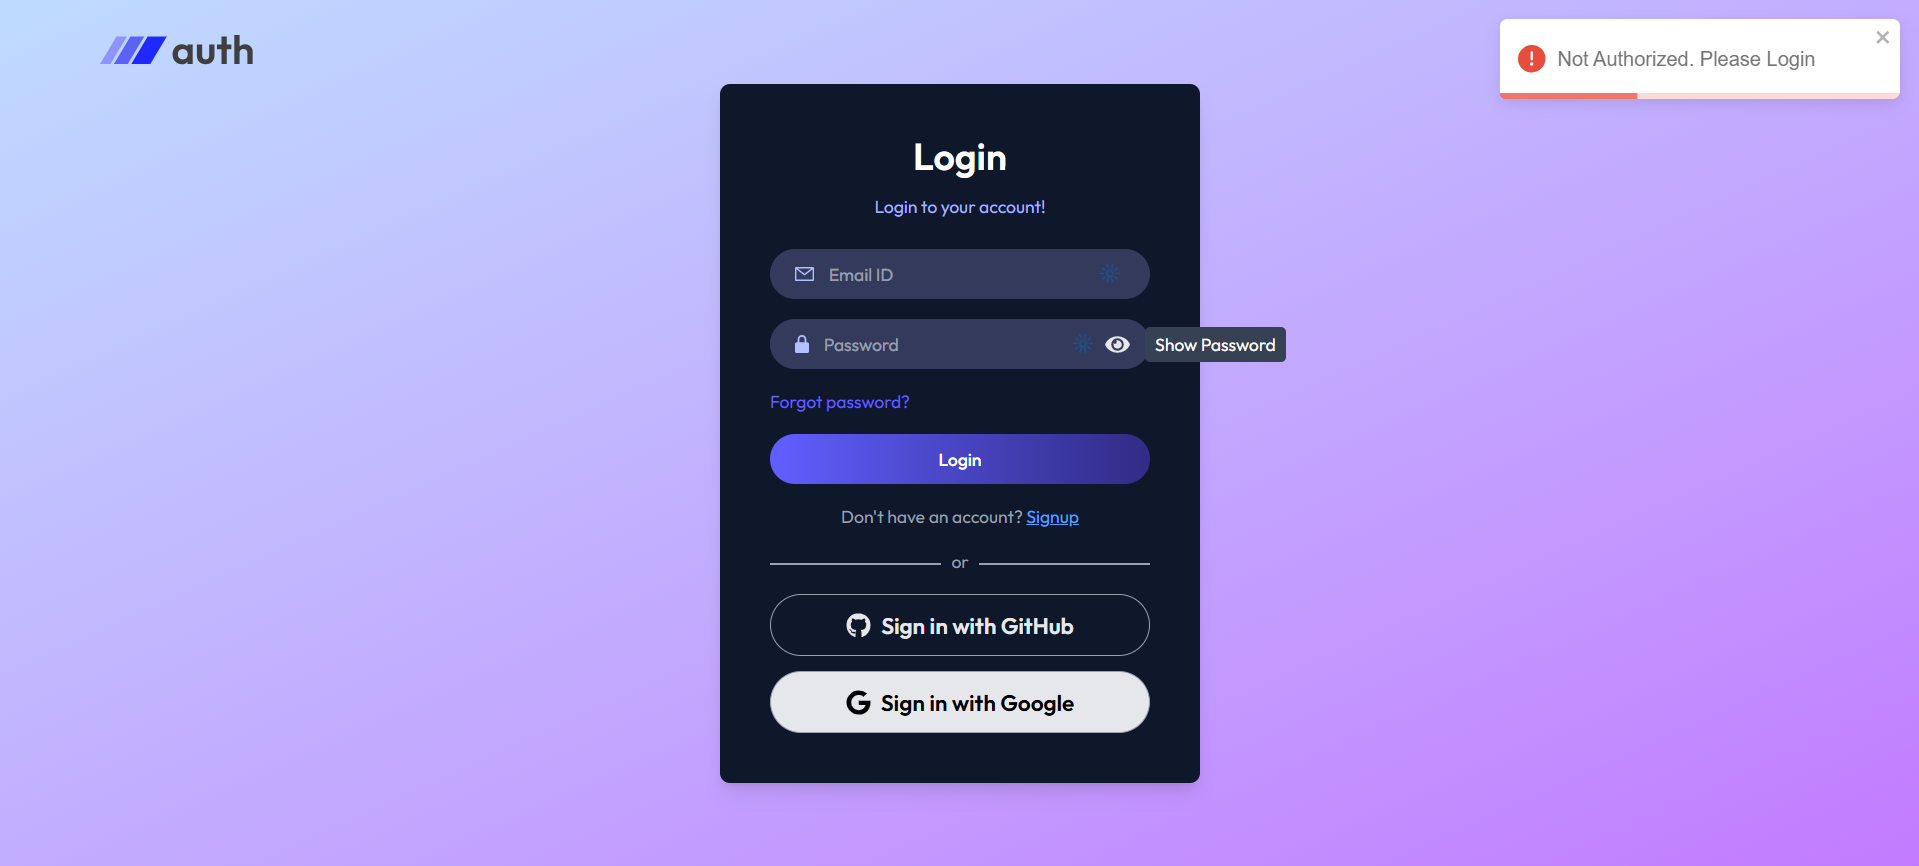 auth
Not Authorized. Please Login
Login
Login to your account!
Email ID
Password
Show Password
Forgot password?
Login
Don't have an account? Signup
or
Sign in with GitHub
Sign in with Google